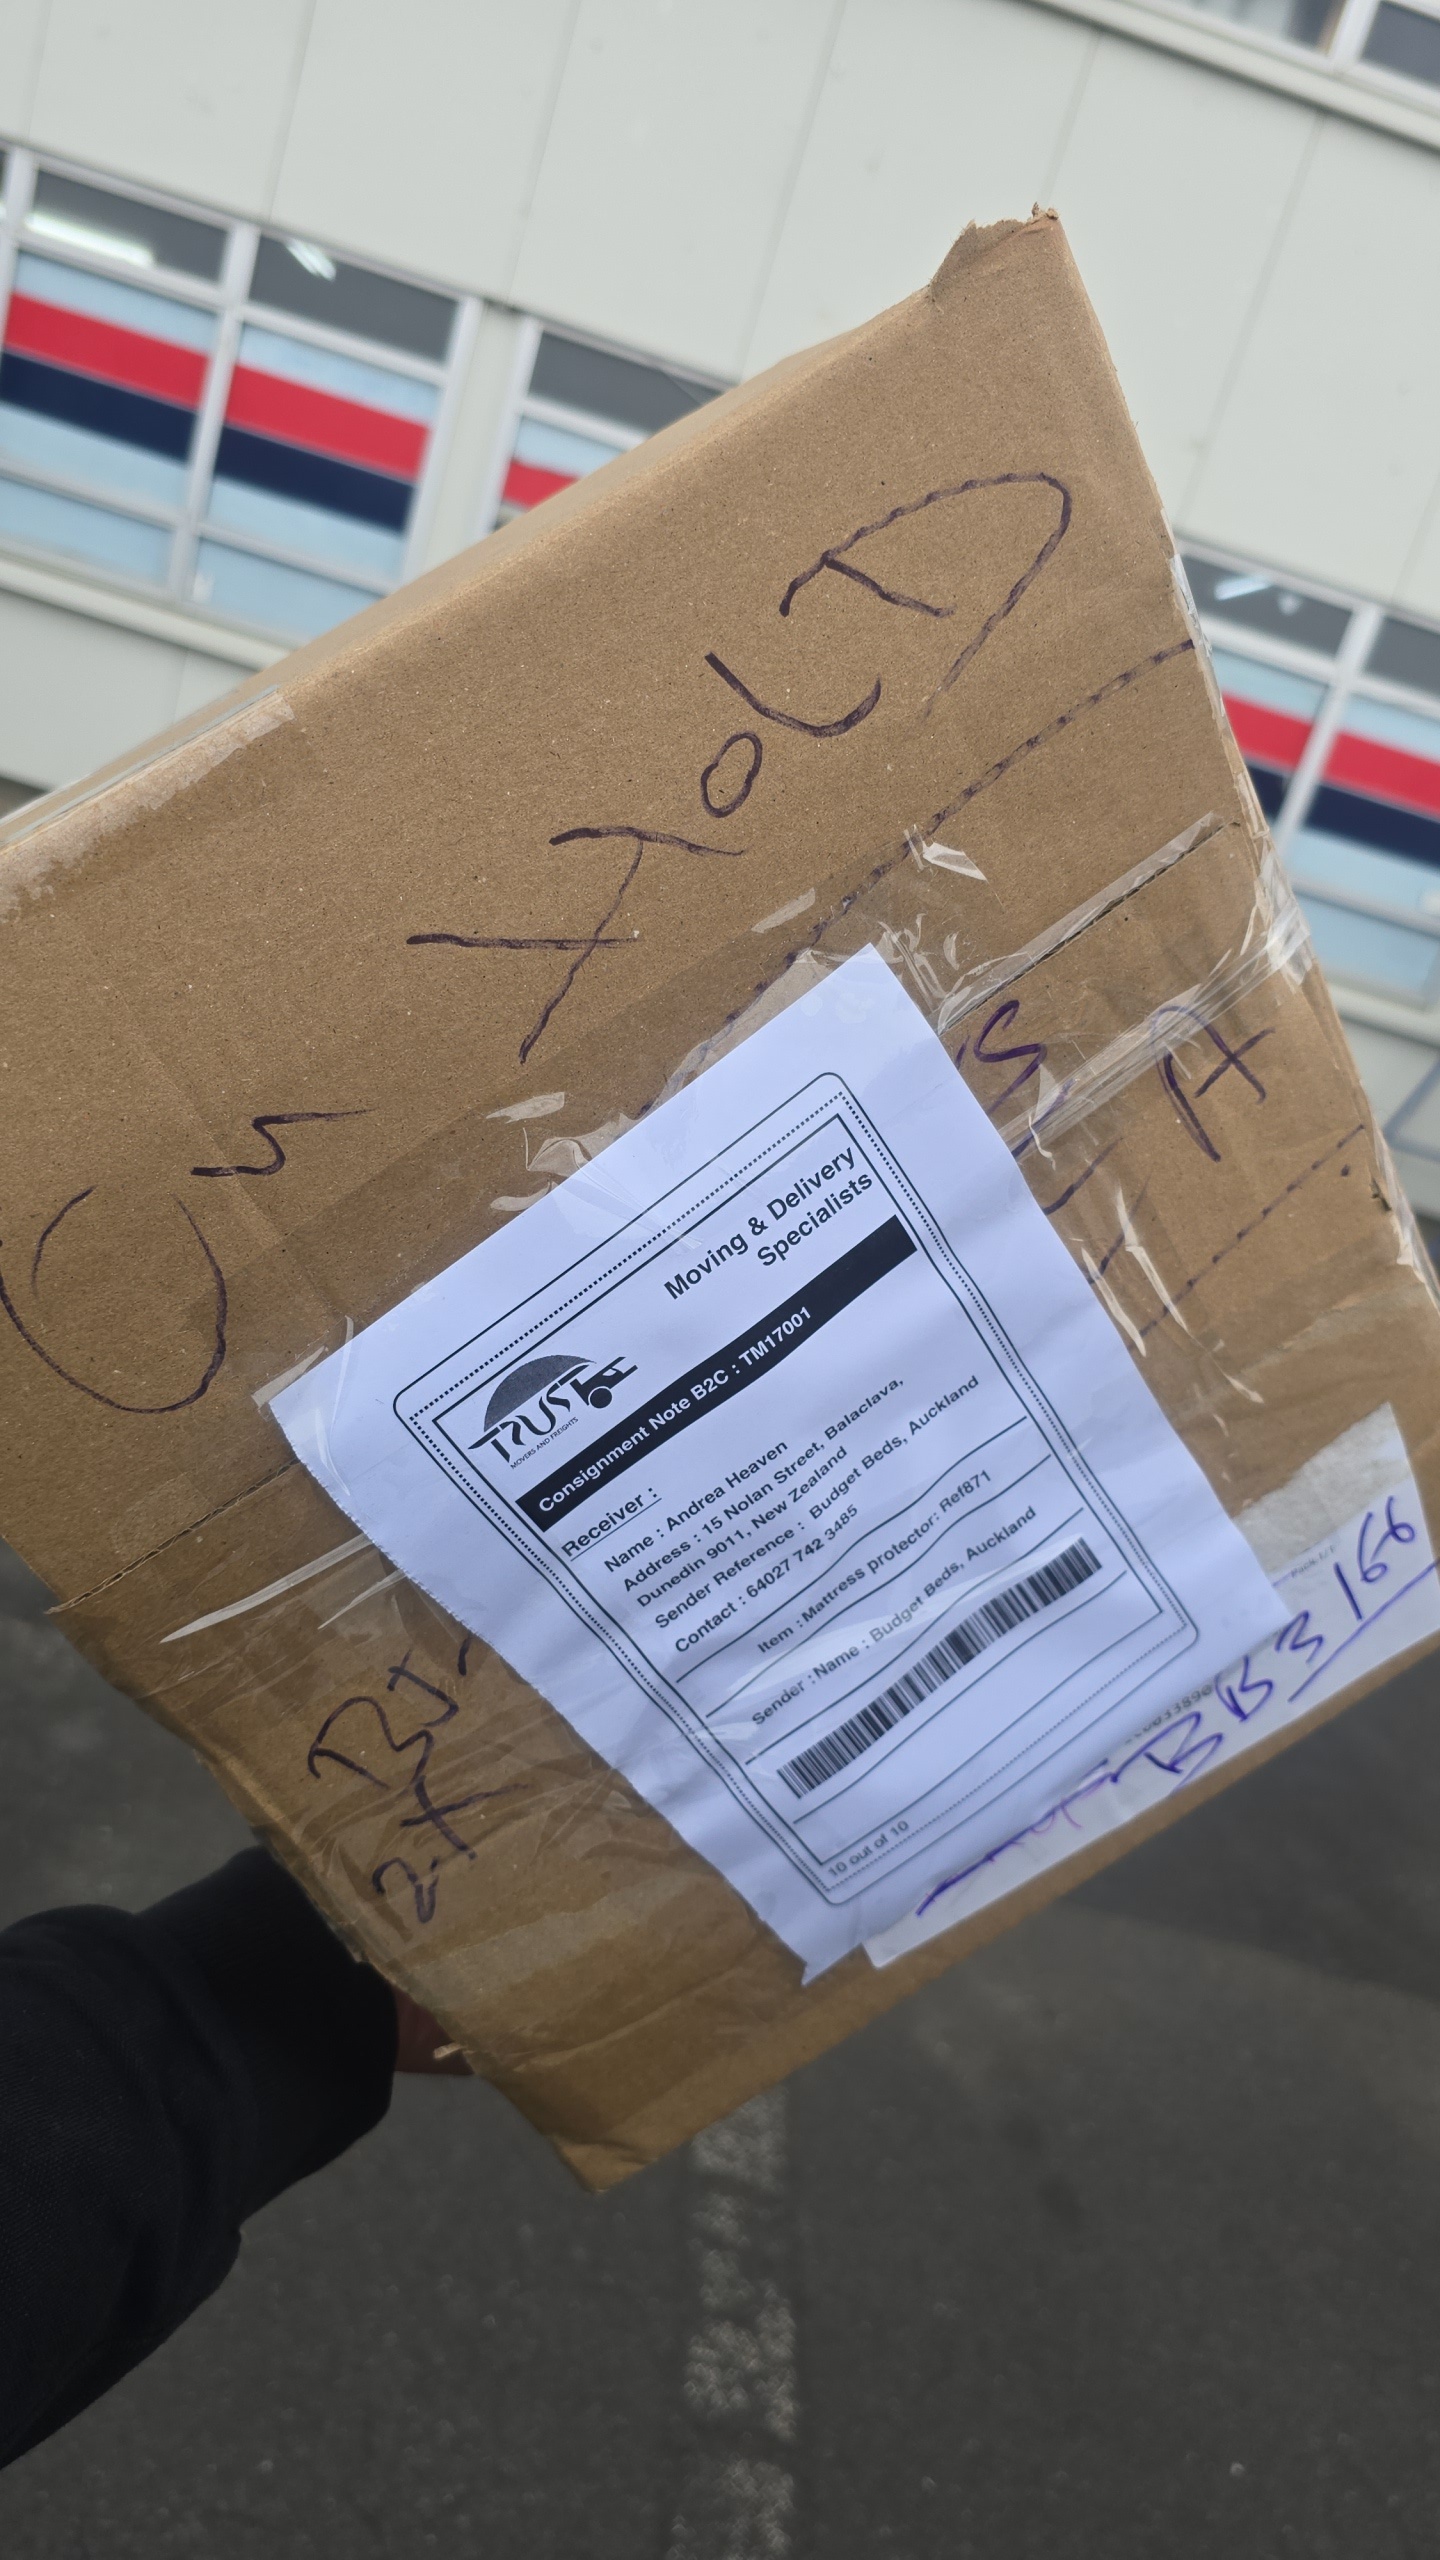 HOLD
Moving & Delivery
Specialists
TRUST
MOVERS AND FREIGHTS
Consignment Note B2C : TM17001
Receiver :
Name : Andrea Heaven
Address : 15 Nolan Street, Balaclava,
Dunedin 9011, New Zealand
Sender Reference : Budget Beds, Auckland
Contact : 64027 742 3485
Item : Mattress protector: Ref871
Sender : Name : Budget Beds, Auckland
10 out of 10
BB3166